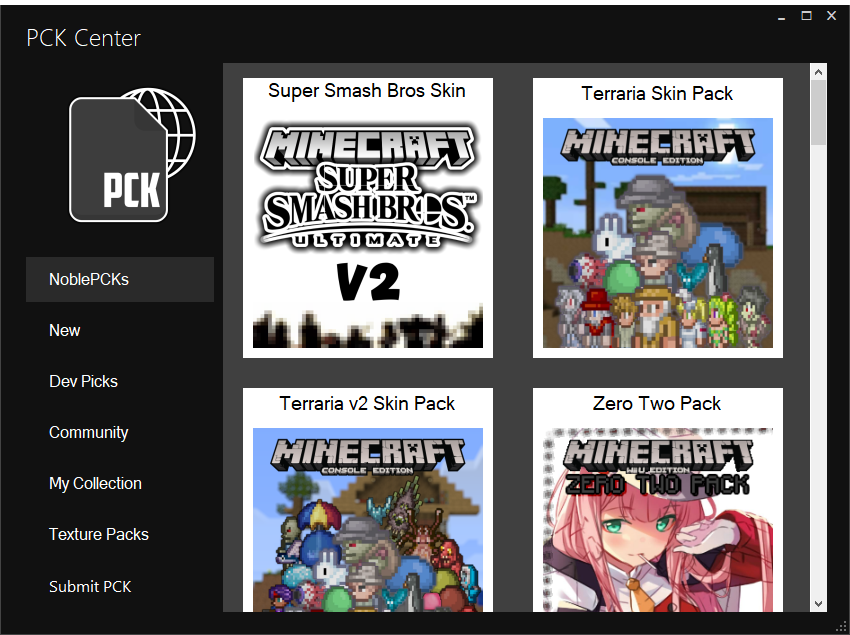 PCK Center
PCK
NoblePCKs
New
Dev Picks
Community
My Collection
Texture Packs
Submit PCK
Super Smash Bros Skin
MINECRAFT
SUPER
SMASH BROS.™
ULTIMATE
V2
Terraria Skin Pack
MINECRAFT
CONSOLE EDITION
Terraria v2 Skin Pack
MINECRAFT
CONSOLE EDITION
Zero Two Pack
MINECRAFT
Wii U EDITION
ZERO TWO PACK